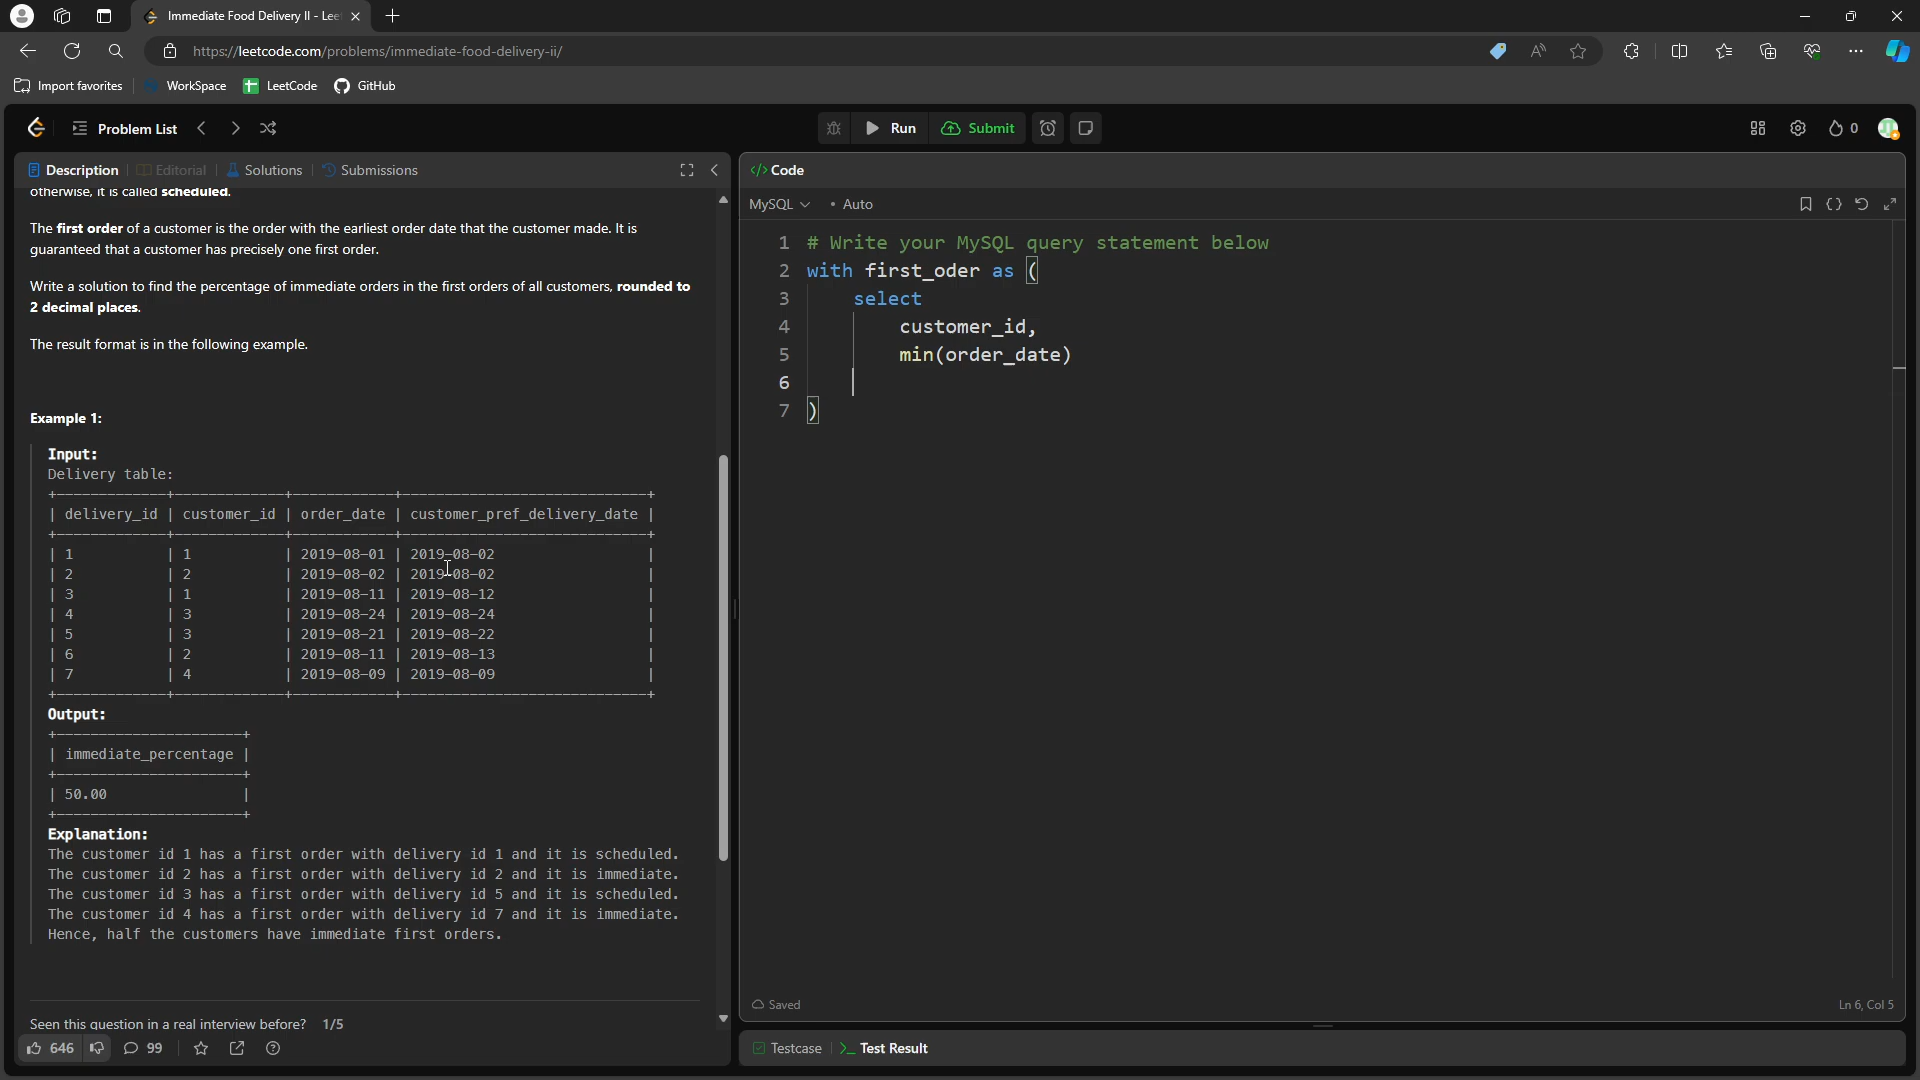 Immediate Food Delivery II - Lee
https://leetcode.com/problems/immediate-food-delivery-ii/
Import favorites
WorkSpace
LeetCode
GitHub
Problem List
Run
Submit
0
Description
Editorial
Solutions
Submissions
otherwise, it is called scheduled.
The first order of a customer is the order with the earliest order date that the customer made. It is
guaranteed that a customer has precisely one first order.
Write a solution to find the percentage of immediate orders in the first orders of all customers, rounded to
2 decimal places.
The result format is in the following example.
Example 1:
Input:
Delivery table:
+-------------+-------------+------------+-----------------------------+
| delivery_id | customer_id | order_date | customer_pref_delivery_date |
+-------------+-------------+------------+-----------------------------+
| 1           | 1           | 2019-08-01 | 2019-08-02                  |
| 2           | 2           | 2019-08-02 | 2019-08-02                  |
| 3           | 1           | 2019-08-11 | 2019-08-12                  |
| 4           | 3           | 2019-08-24 | 2019-08-24                  |
| 5           | 3           | 2019-08-21 | 2019-08-22                  |
| 6           | 2           | 2019-08-11 | 2019-08-13                  |
| 7           | 4           | 2019-08-09 | 2019-08-09                  |
+-------------+-------------+------------+-----------------------------+
Output:
+----------------------+
| immediate_percentage |
+----------------------+
| 50.00                |
+----------------------+
Explanation:
The customer id 1 has a first order with delivery id 1 and it is scheduled.
The customer id 2 has a first order with delivery id 2 and it is immediate.
The customer id 3 has a first order with delivery id 5 and it is scheduled.
The customer id 4 has a first order with delivery id 7 and it is immediate.
Hence, half the customers have immediate first orders.
Seen this question in a real interview before? 1/5
646
99
Code
MySQL
Auto
1 # Write your MySQL query statement below
2 with first_oder as (
3     select
4         customer_id,
5         min(order_date)
6
7 )
Saved
Ln 6, Col 5
Testcase
Test Result